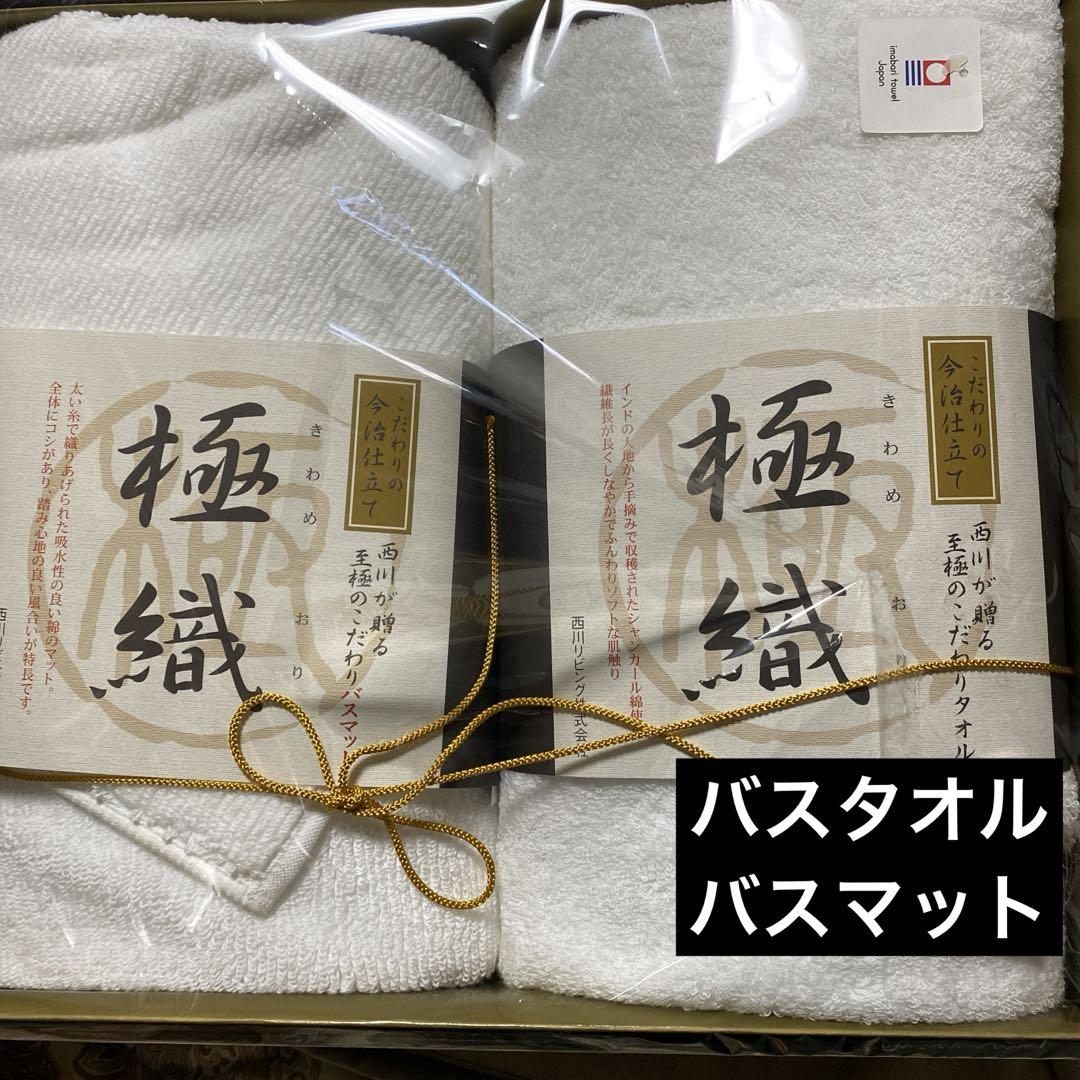 imabari towel
Japan
こだわりの
今治仕立て
極織
きわめ
おり
西川が贈る
至極のこだわりバスマット
太い糸で織りあげられた吸水性の良い綿のマット。
全体にコシがあり、踏み心地の良い風合いが特長です。
こだわりの
今治仕立て
極織
きわめ
おり
西川が贈る
至極のこだわりタオル
インドの大地から手摘みで収穫されたシャンカール綿使
繊維長が長くしなやかでふんわりソフトな肌触り
西川リビング株式会社
バスタオル
バスマット